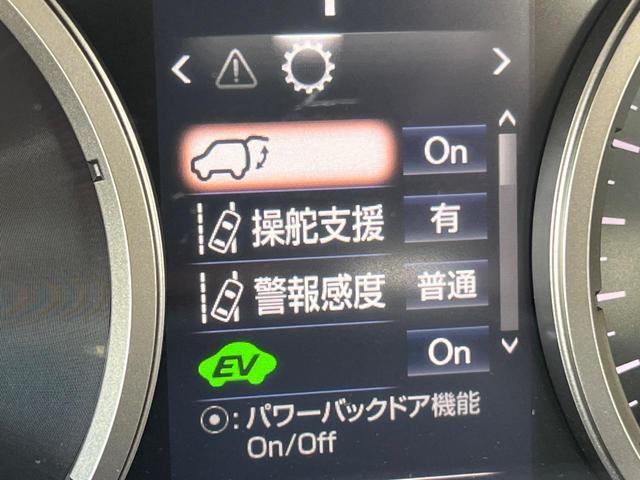 On
操舵支援 有
警報感度 普通
EV On
⦿:パワーバックドア機能
On/Off